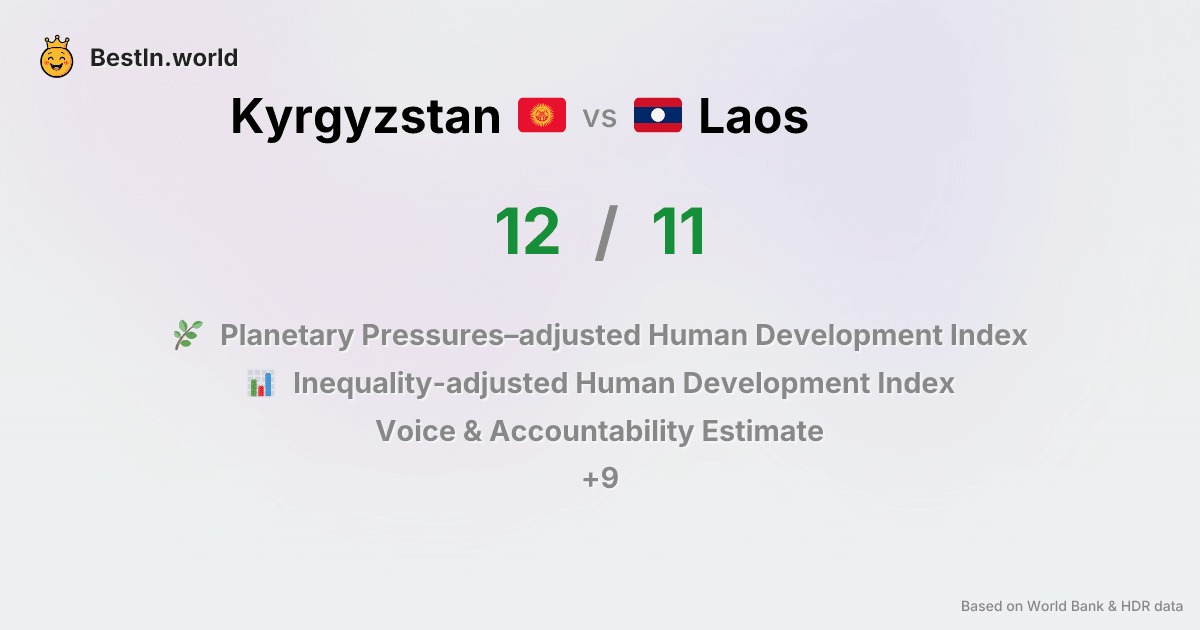 BestIn.world
Kyrgyzstan vs Laos
12 / 11
Planetary Pressures–adjusted Human Development Index
Inequality-adjusted Human Development Index
Voice & Accountability Estimate
+9
Based on World Bank & HDR data